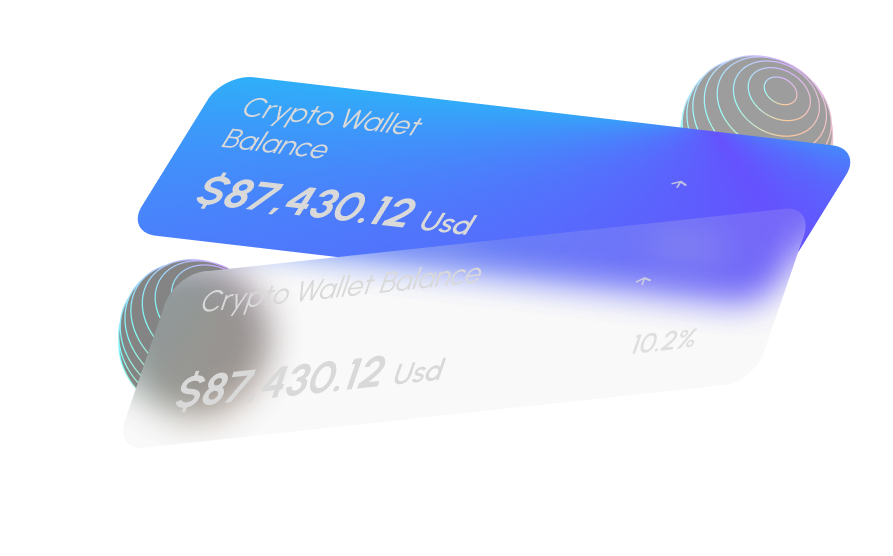 Crypto Wallet
Balance
$87,430.12 Usd
Crypto Wallet Balance
$87,430.12 Usd
10.2%